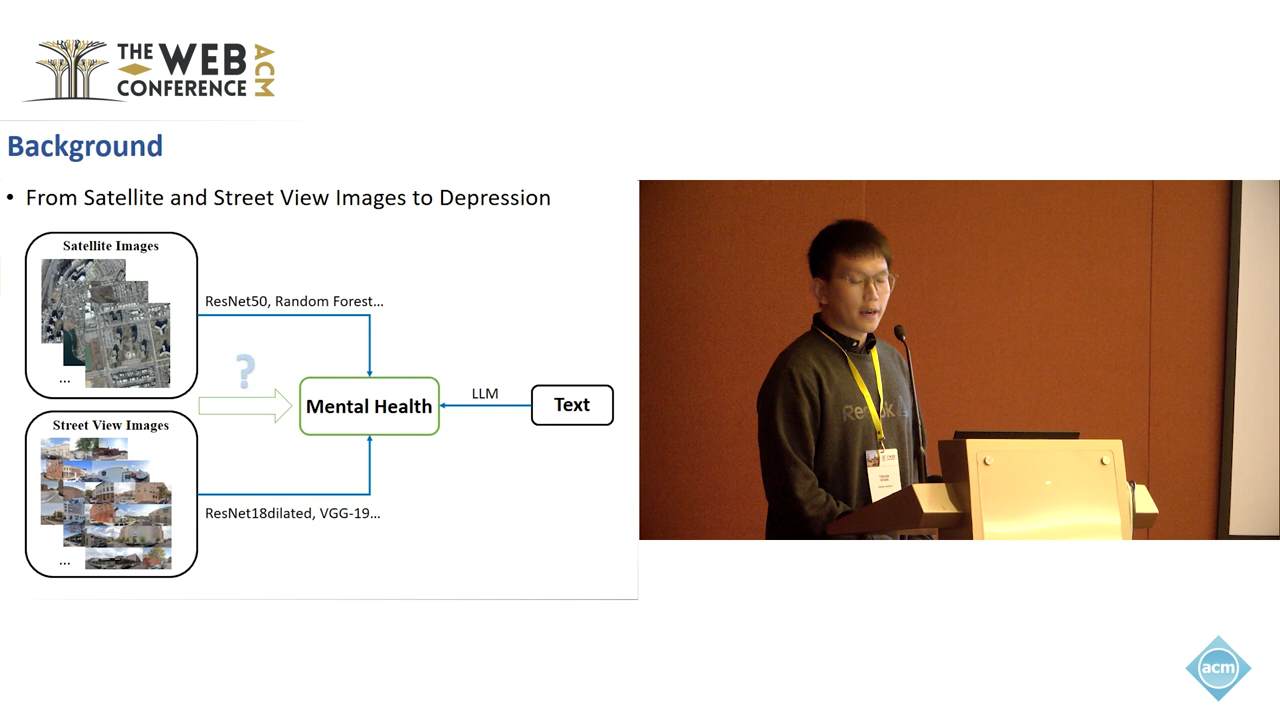 THE WEB
CONFERENCE
ACM
Background
• From Satellite and Street View Images to Depression
Satellite Images
...
ResNet50, Random Forest...
?
Mental Health
LLM
Text
Street View Images
...
ResNet18dilated, VGG-19...
acm